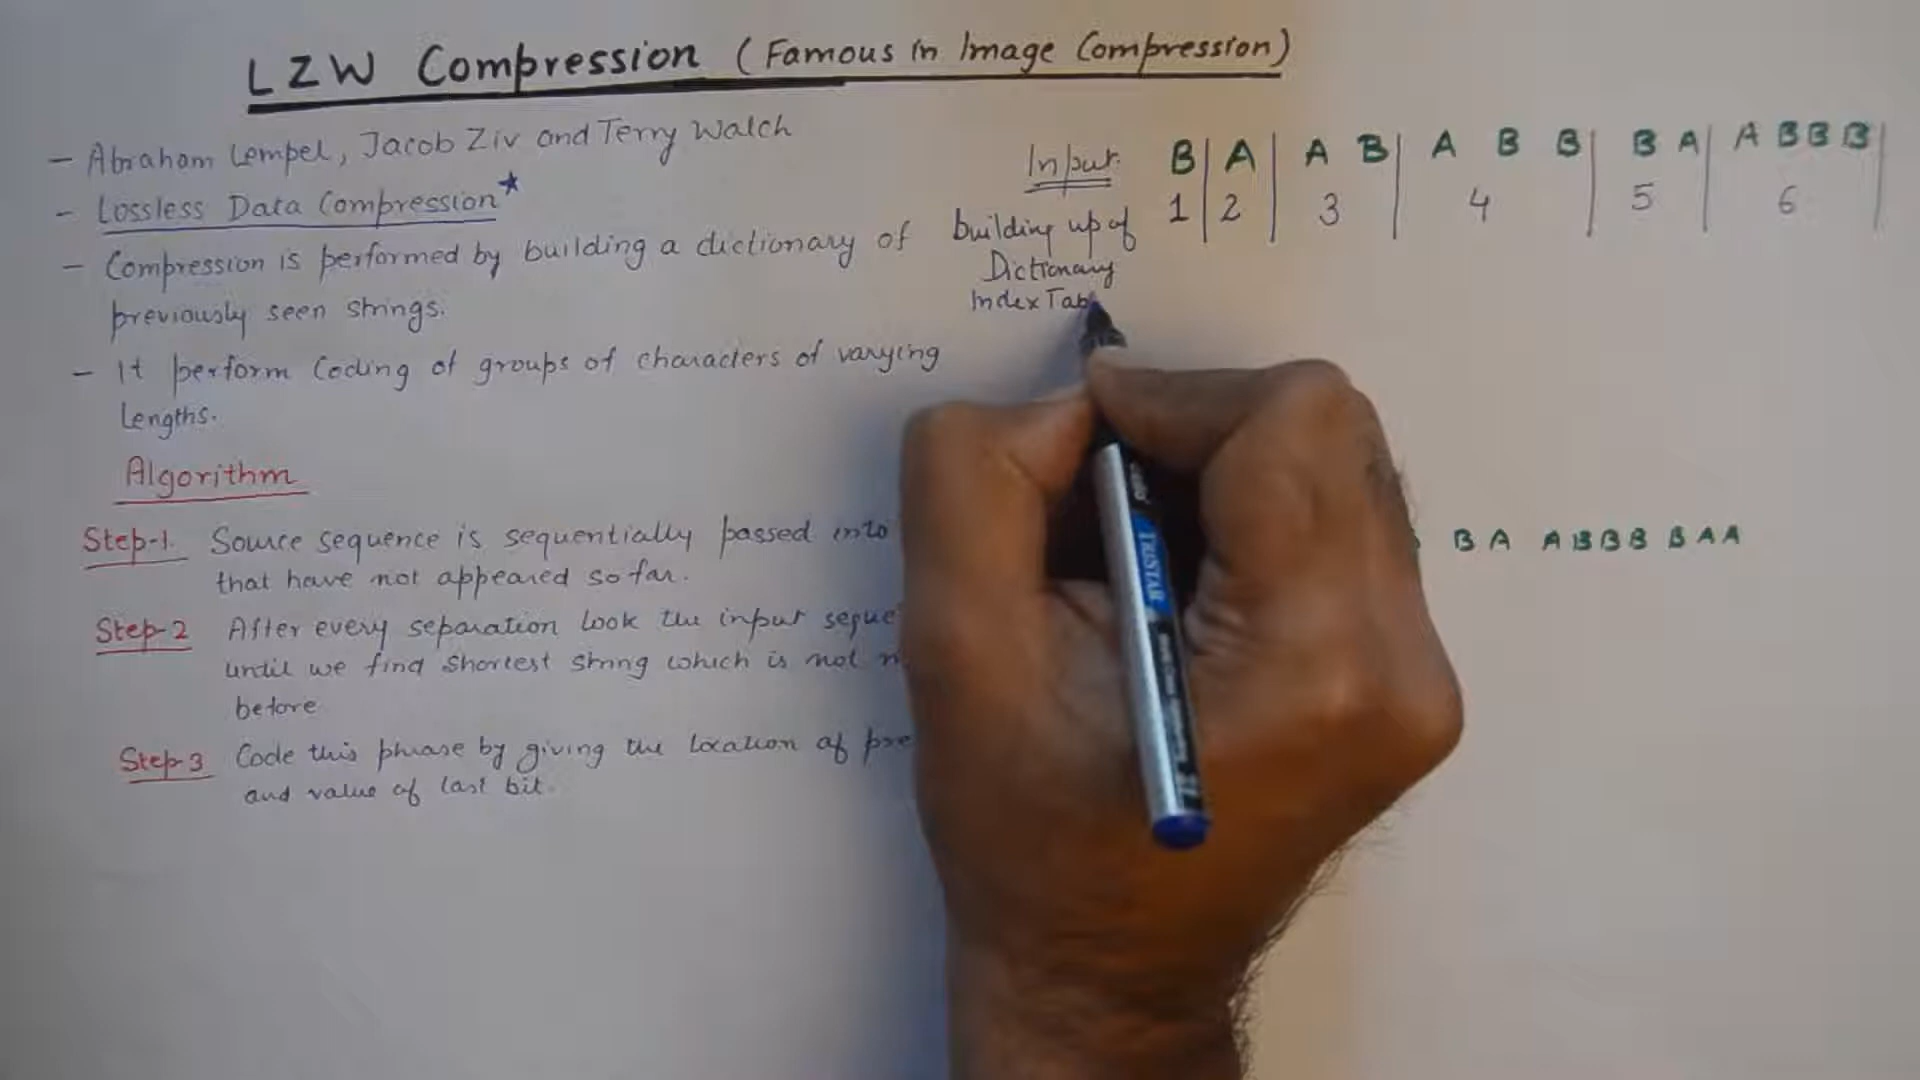 LZW Compression (Famous in Image Compression)
- Abraham Lempel, Jacob Ziv and Terry Walch
- Lossless Data Compression*
- Compression is performed by building a dictionary of
previously seen strings.
- It perform Coding of groups of characters of varying
Lengths.
Algorithm
Step-1. Source sequence is sequentially passed into
that have not appeared so far.
Step-2 After every separation look the input seque
until we find shortest string which is not
before
Step-3 Code this phrase by giving the location of pre
and value of last bit.
Input. B | A | A B | A B B | B A | A B B B |
building up of 1 | 2 | 3 | 4 | 5 | 6
Dictionary
Index Tab
B A A B B B B A A
TRISTAR